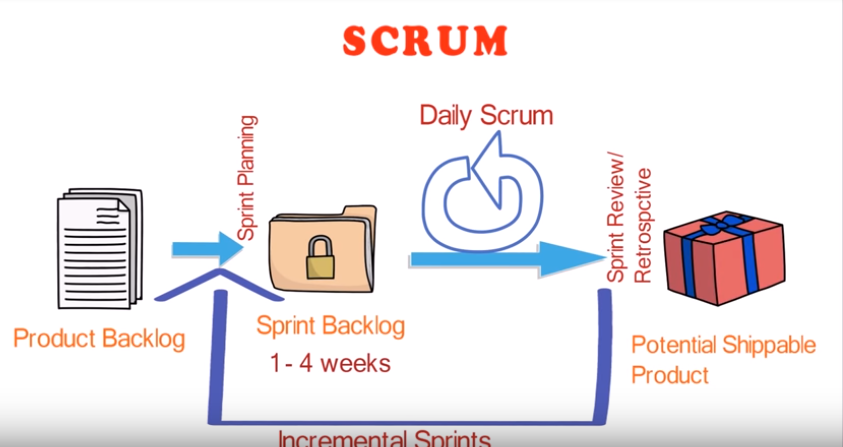 SCRUM
Daily Scrum
Sprint Planning
Sprint Review/
Retrospctive
Product Backlog
Sprint Backlog
1- 4 weeks
Potential Shippable
Product
Incremental Sprints